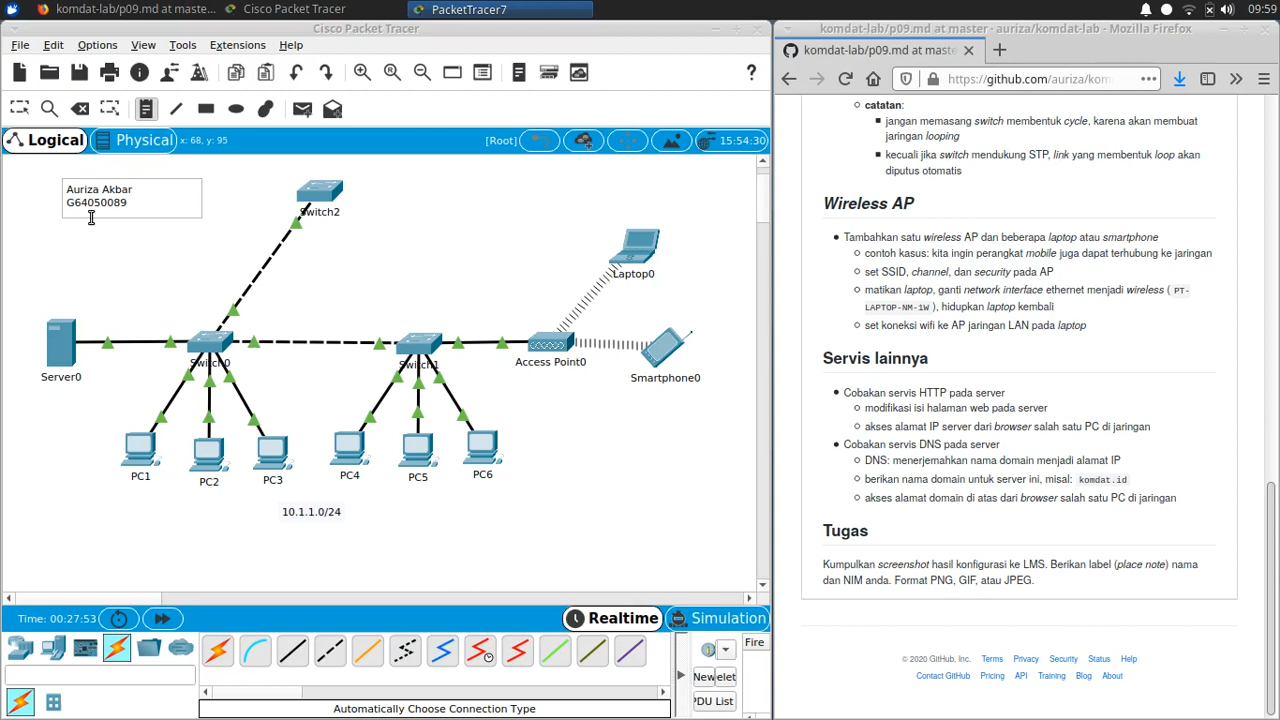 komdat-lab/p09.md at maste...
Cisco Packet Tracer
PacketTracer7
09:59
Cisco Packet Tracer
File Edit Options View Tools Extensions Help
?
Logical
Physical
x: 68, y: 95
[Root]
15:54:30
Auriza Akbar
G64050089
Switch2
Laptop0
Server0
Switch0
Switch1
Access Point0
Smartphone0
PC1
PC2
PC3
PC4
PC5
PC6
10.1.1.0/24
Time: 00:27:53
Realtime
Simulation
Fire
New
elet
PDU List
Automatically Choose Connection Type
komdat-lab/p09.md at master · auriza/komdat-lab - Mozilla Firefox
komdat-lab/p09.md at maste
https://github.com/auriza/kom
catatan:
jangan memasang switch membentuk cycle, karena akan membuat
jaringan looping
kecuali jika switch mendukung STP, link yang membentuk loop akan
diputus otomatis
Wireless AP
Tambahkan satu wireless AP dan beberapa laptop atau smartphone
contoh kasus: kita ingin perangkat mobile juga dapat terhubung ke jaringan
set SSID, channel, dan security pada AP
matikan laptop, ganti network interface ethernet menjadi wireless ( PT-
LAPTOP-NM-1W ), hidupkan laptop kembali
set koneksi wifi ke AP jaringan LAN pada laptop
Servis lainnya
Cobakan servis HTTP pada server
modifikasi isi halaman web pada server
akses alamat IP server dari browser salah satu PC di jaringan
Cobakan servis DNS pada server
DNS: menerjemahkan nama domain menjadi alamat IP
berikan nama domain untuk server ini, misal: komdat.id
akses alamat domain di atas dari browser salah satu PC di jaringan
Tugas
Kumpulkan screenshot hasil konfigurasi ke LMS. Berikan label (place note) nama
dan NIM anda. Format PNG, GIF, atau JPEG.
© 2020 GitHub, Inc. Terms Privacy Security Status Help
Contact GitHub Pricing API Training Blog About